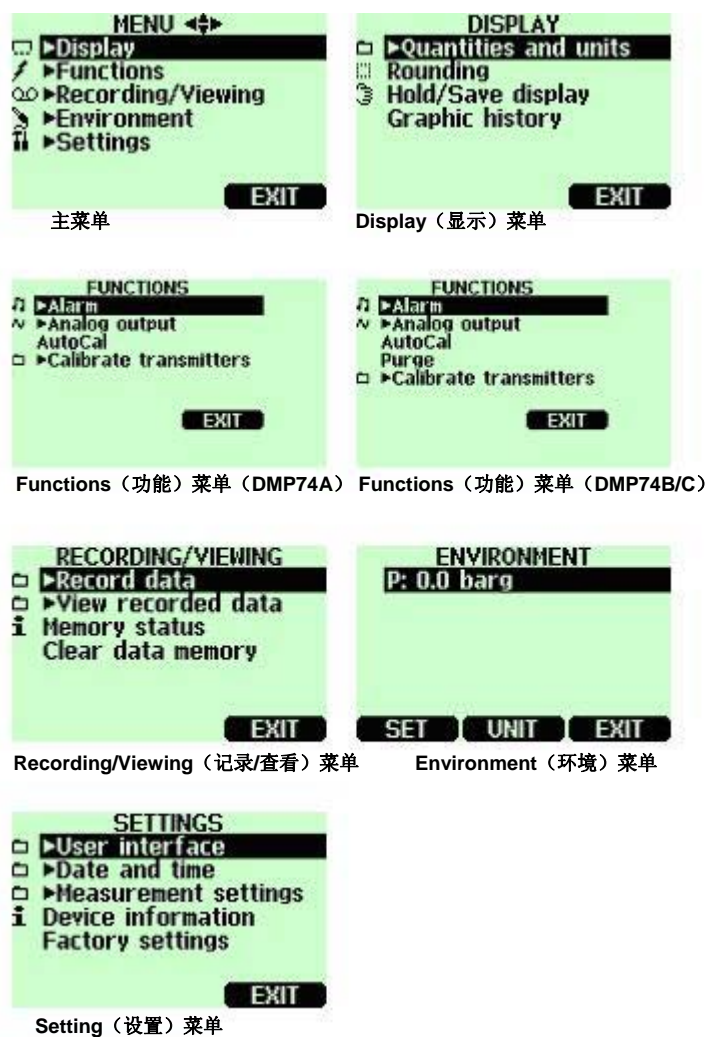 MENU
►Display
►Functions
►Recording/Viewing
►Environment
►Settings
EXIT
主菜单
DISPLAY
►Quantities and units
Rounding
Hold/Save display
Graphic history
EXIT
Display（显示）菜单
FUNCTIONS
►Alarm
►Analog output
AutoCal
►Calibrate transmitters
EXIT
Functions（功能）菜单（DMP74A）
FUNCTIONS
►Alarm
►Analog output
AutoCal
Purge
►Calibrate transmitters
EXIT
Functions（功能）菜单（DMP74B/C）
RECORDING/VIEWING
►Record data
►View recorded data
Memory status
Clear data memory
EXIT
Recording/Viewing（记录/查看）菜单
ENVIRONMENT
P: 0.0 barg
SET UNIT EXIT
Environment（环境）菜单
SETTINGS
►User interface
►Date and time
►Measurement settings
Device information
Factory settings
EXIT
Setting（设置）菜单